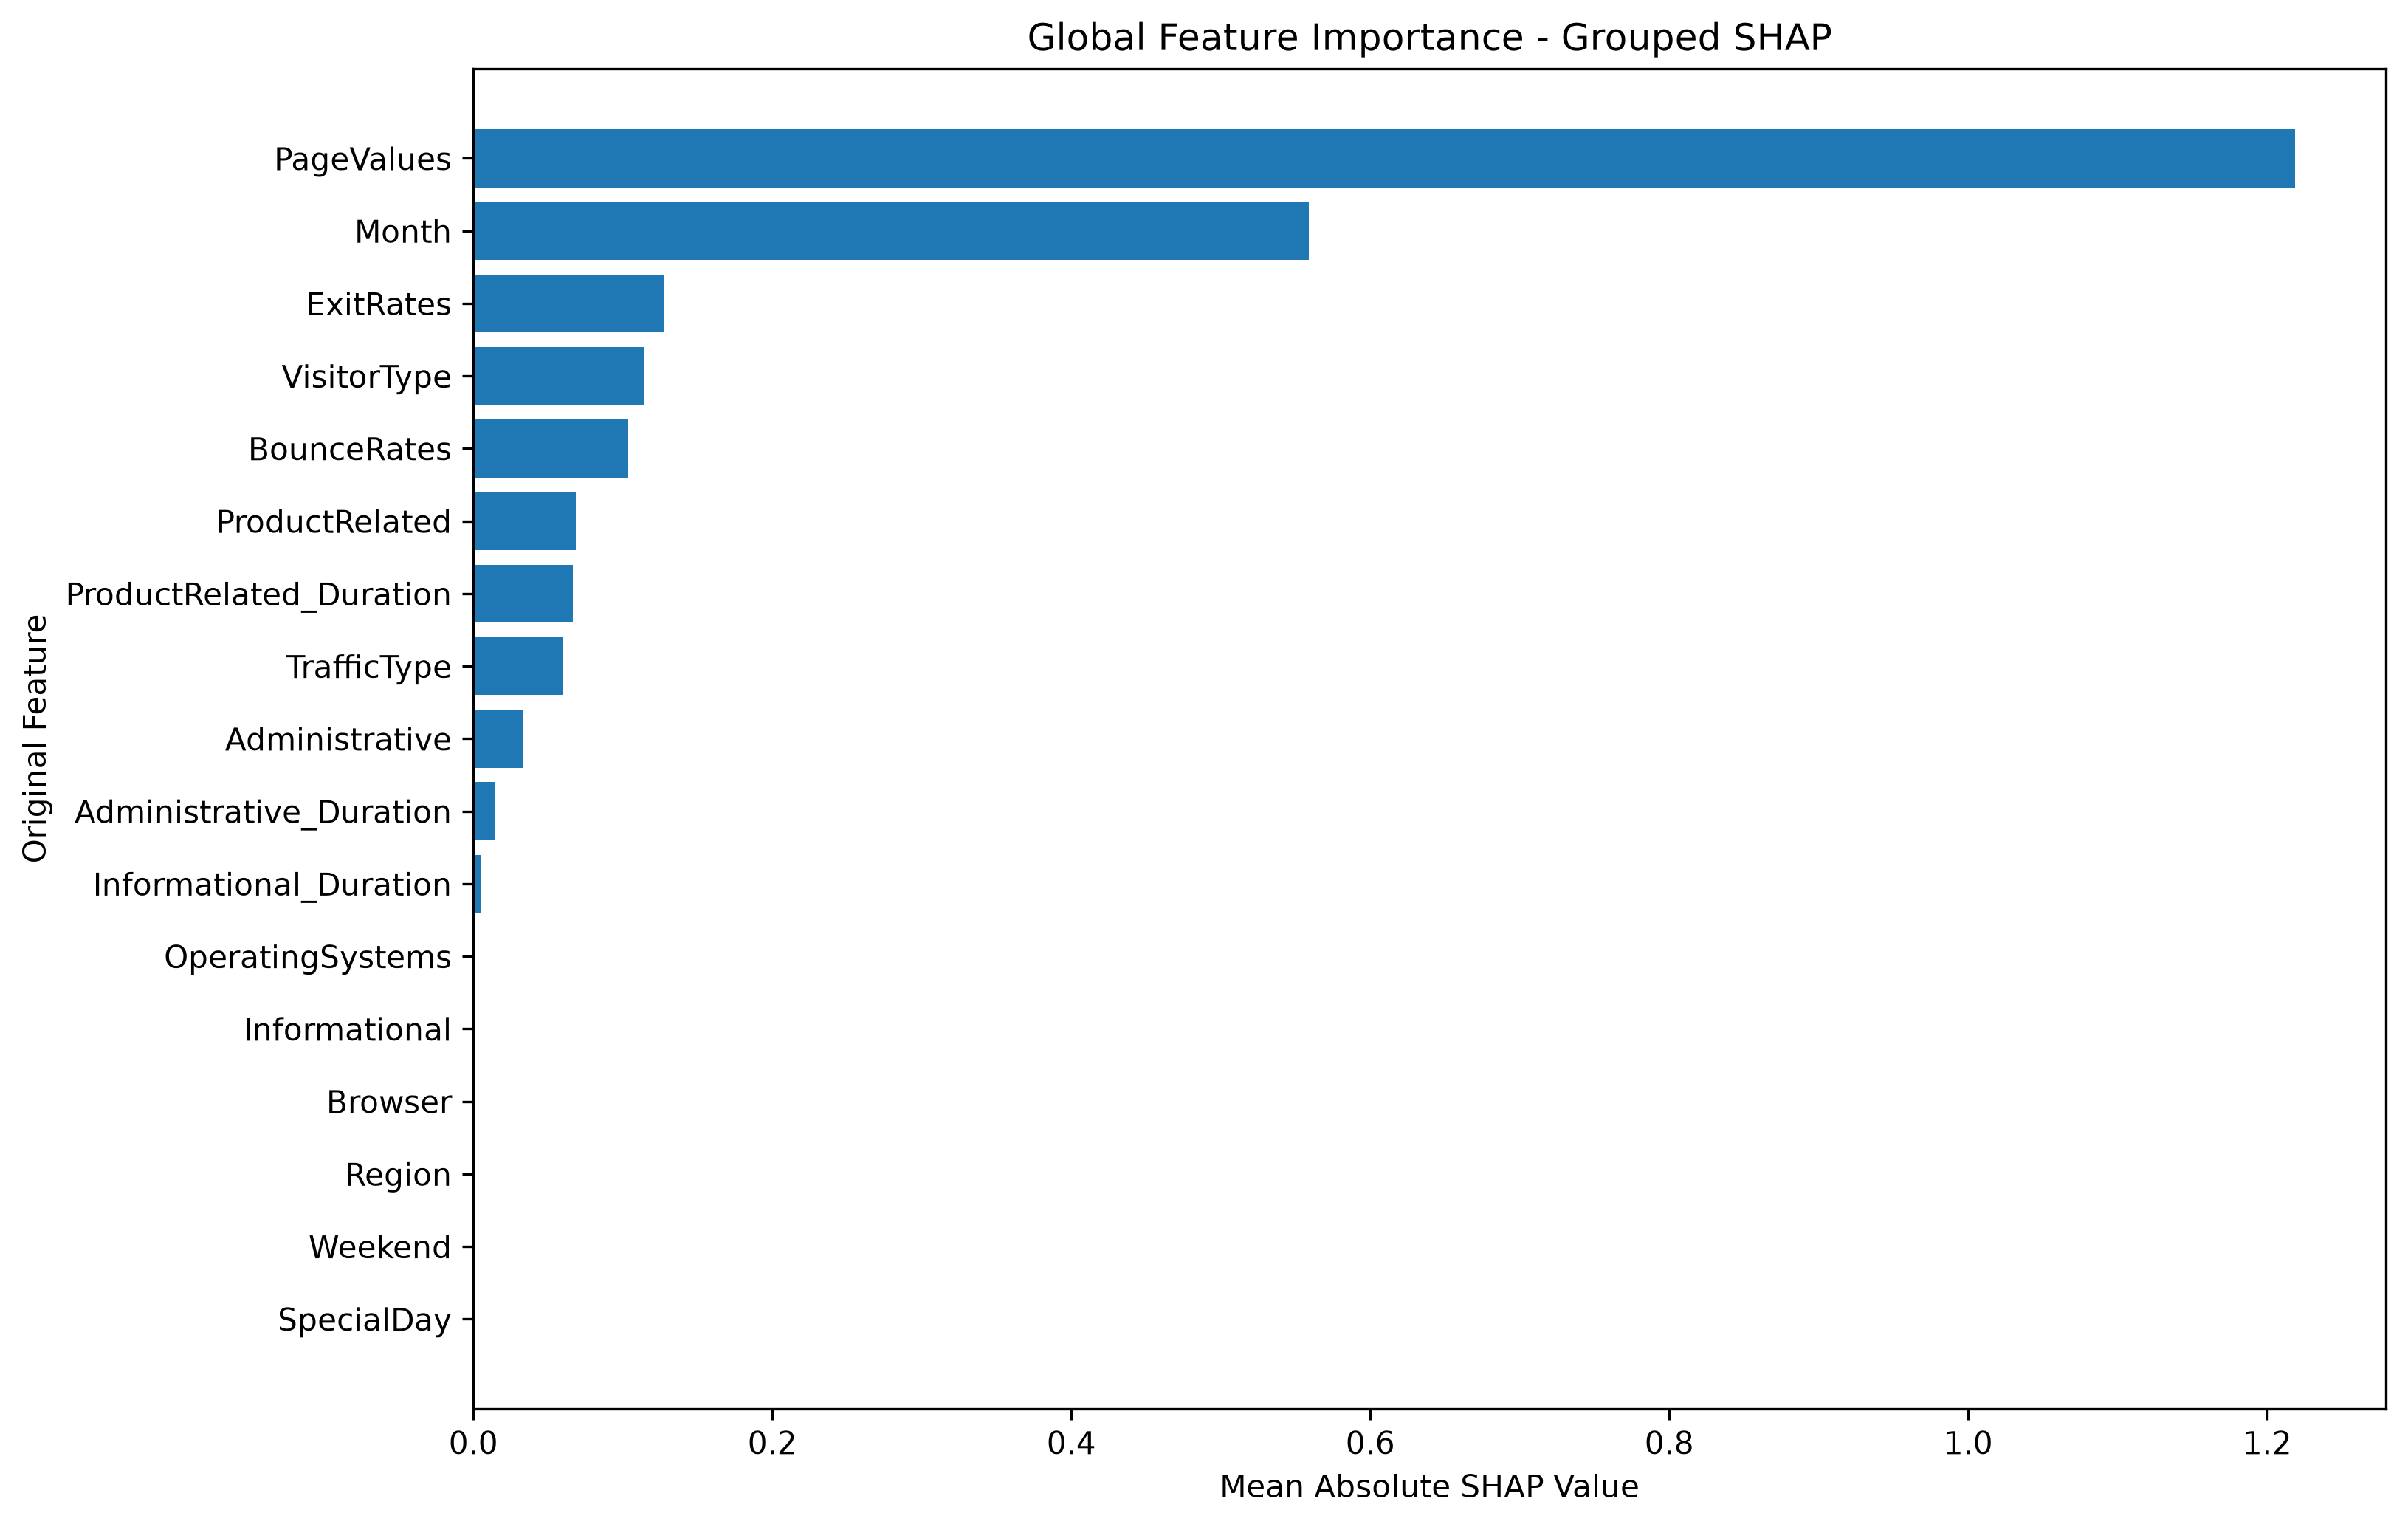 Global Feature Importance - Grouped SHAP
Original Feature
PageValues
Month
ExitRates
VisitorType
BounceRates
ProductRelated
ProductRelated_Duration
TrafficType
Administrative
Administrative_Duration
Informational_Duration
OperatingSystems
Informational
Browser
Region
Weekend
SpecialDay
0.0 0.2 0.4 0.6 0.8 1.0 1.2
Mean Absolute SHAP Value